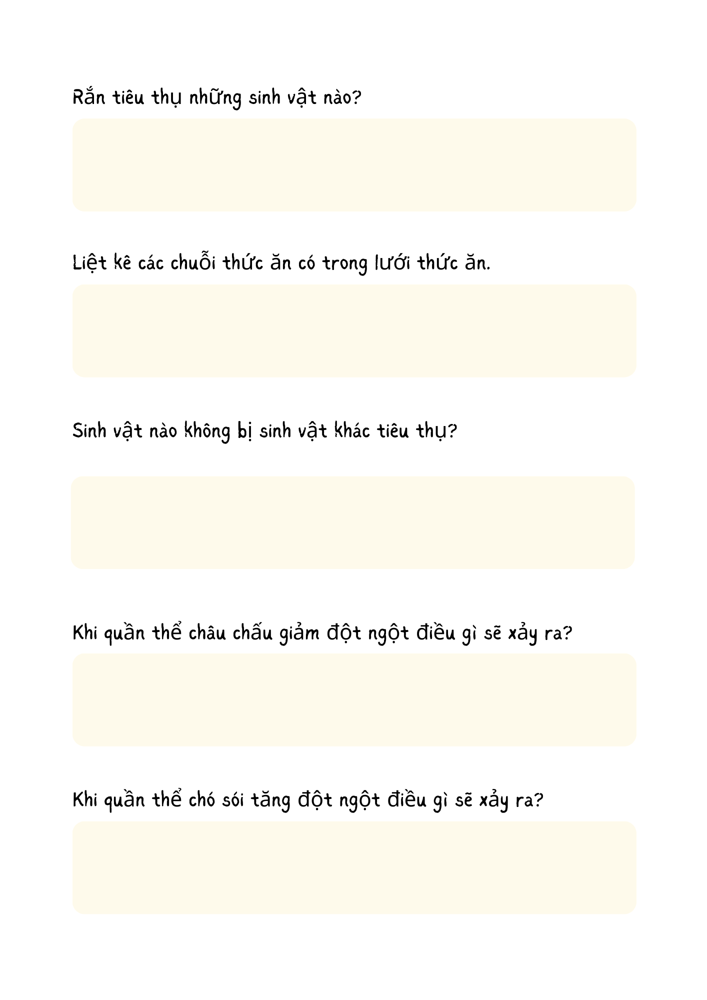 Rắn tiêu thụ những sinh vật nào?
Liệt kê các chuỗi thức ăn có trong lưới thức ăn.
Sinh vật nào không bị sinh vật khác tiêu thụ?
Khi quần thể châu chấu giảm đột ngột điều gì sẽ xảy ra?
Khi quần thể chó sói tăng đột ngột điều gì sẽ xảy ra?